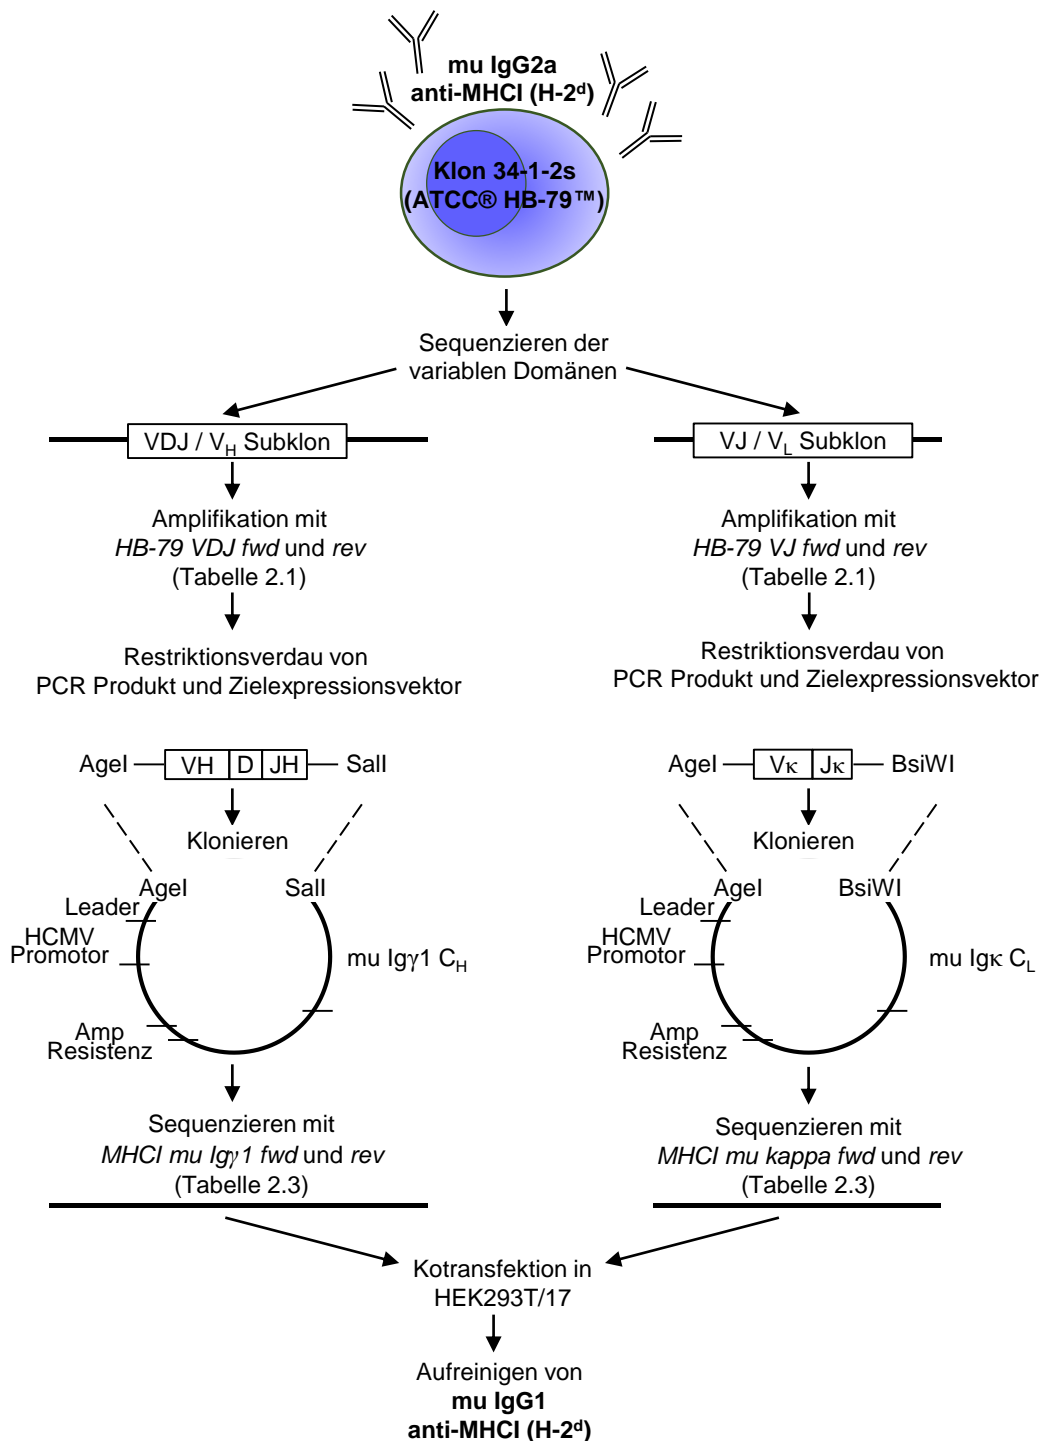 mu IgG2a
anti-MHCI (H-2ᵈ)
Klon 34-1-2s
(ATCC® HB-79™)
Sequenzieren der
variablen Domänen
VDJ / V_H Subklon
Amplifikation mit
HB-79 VDJ fwd und rev
(Tabelle 2.1)
Restriktionsverdau von
PCR Produkt und Zielexpressionsvektor
AgeI
VH
D
JH
SalI
Klonieren
AgeI
SalI
Leader
HCMV
Promotor
mu Igγ1 C_H
Amp
Resistenz
Sequenzieren mit
MHCI mu Igγ1 fwd und rev
(Tabelle 2.3)
VJ / V_L Subklon
Amplifikation mit
HB-79 VJ fwd und rev
(Tabelle 2.1)
Restriktionsverdau von
PCR Produkt und Zielexpressionsvektor
AgeI
Vκ
Jκ
BsiWI
Klonieren
AgeI
BsiWI
Leader
HCMV
Promotor
mu Igκ C_L
Amp
Resistenz
Sequenzieren mit
MHCI mu kappa fwd und rev
(Tabelle 2.3)
Kotransfektion in
HEK293T/17
Aufreinigen von
mu IgG1
anti-MHCI (H-2ᵈ)